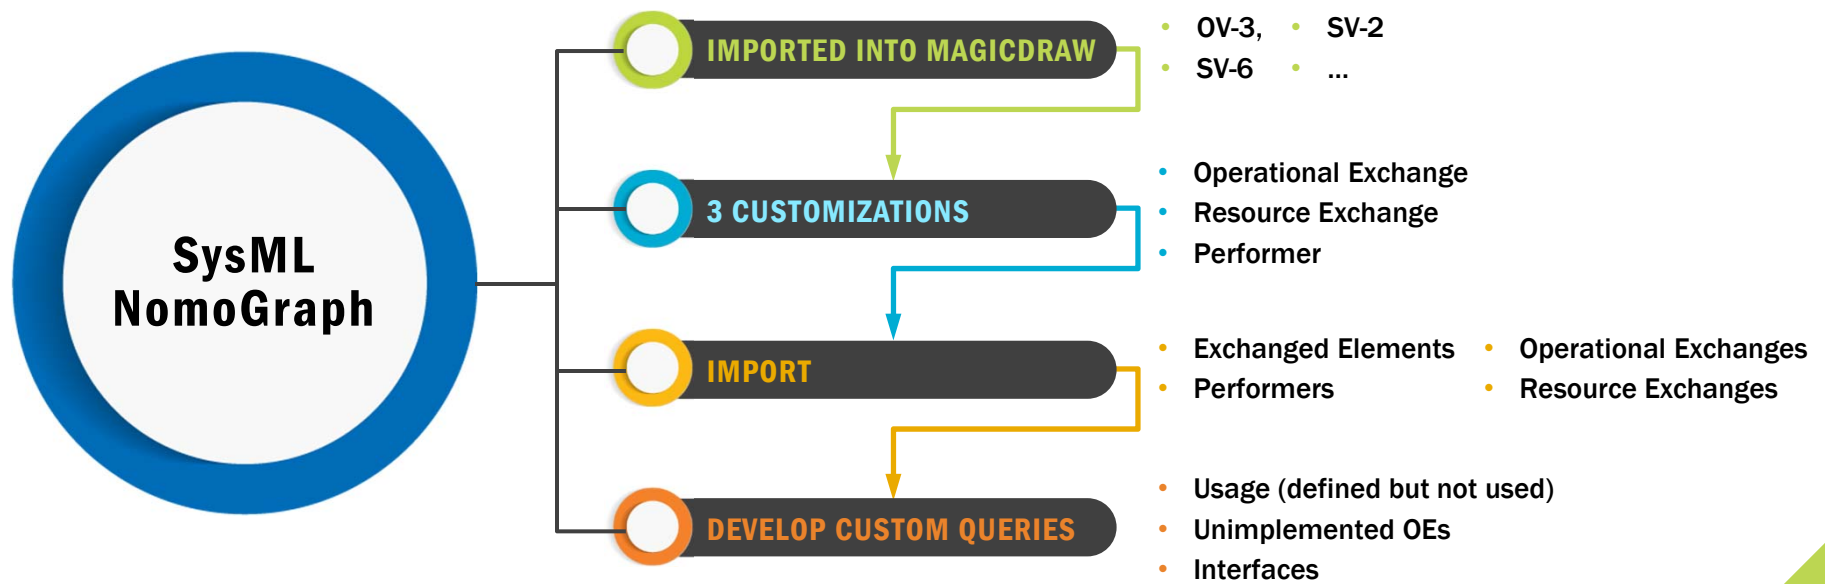 SysML
NomoGraph
IMPORTED INTO MAGICDRAW
• OV-3, • SV-2
• SV-6 • ...
3 CUSTOMIZATIONS
• Operational Exchange
• Resource Exchange
• Performer
IMPORT
• Exchanged Elements • Operational Exchanges
• Performers • Resource Exchanges
DEVELOP CUSTOM QUERIES
• Usage (defined but not used)
• Unimplemented OEs
• Interfaces